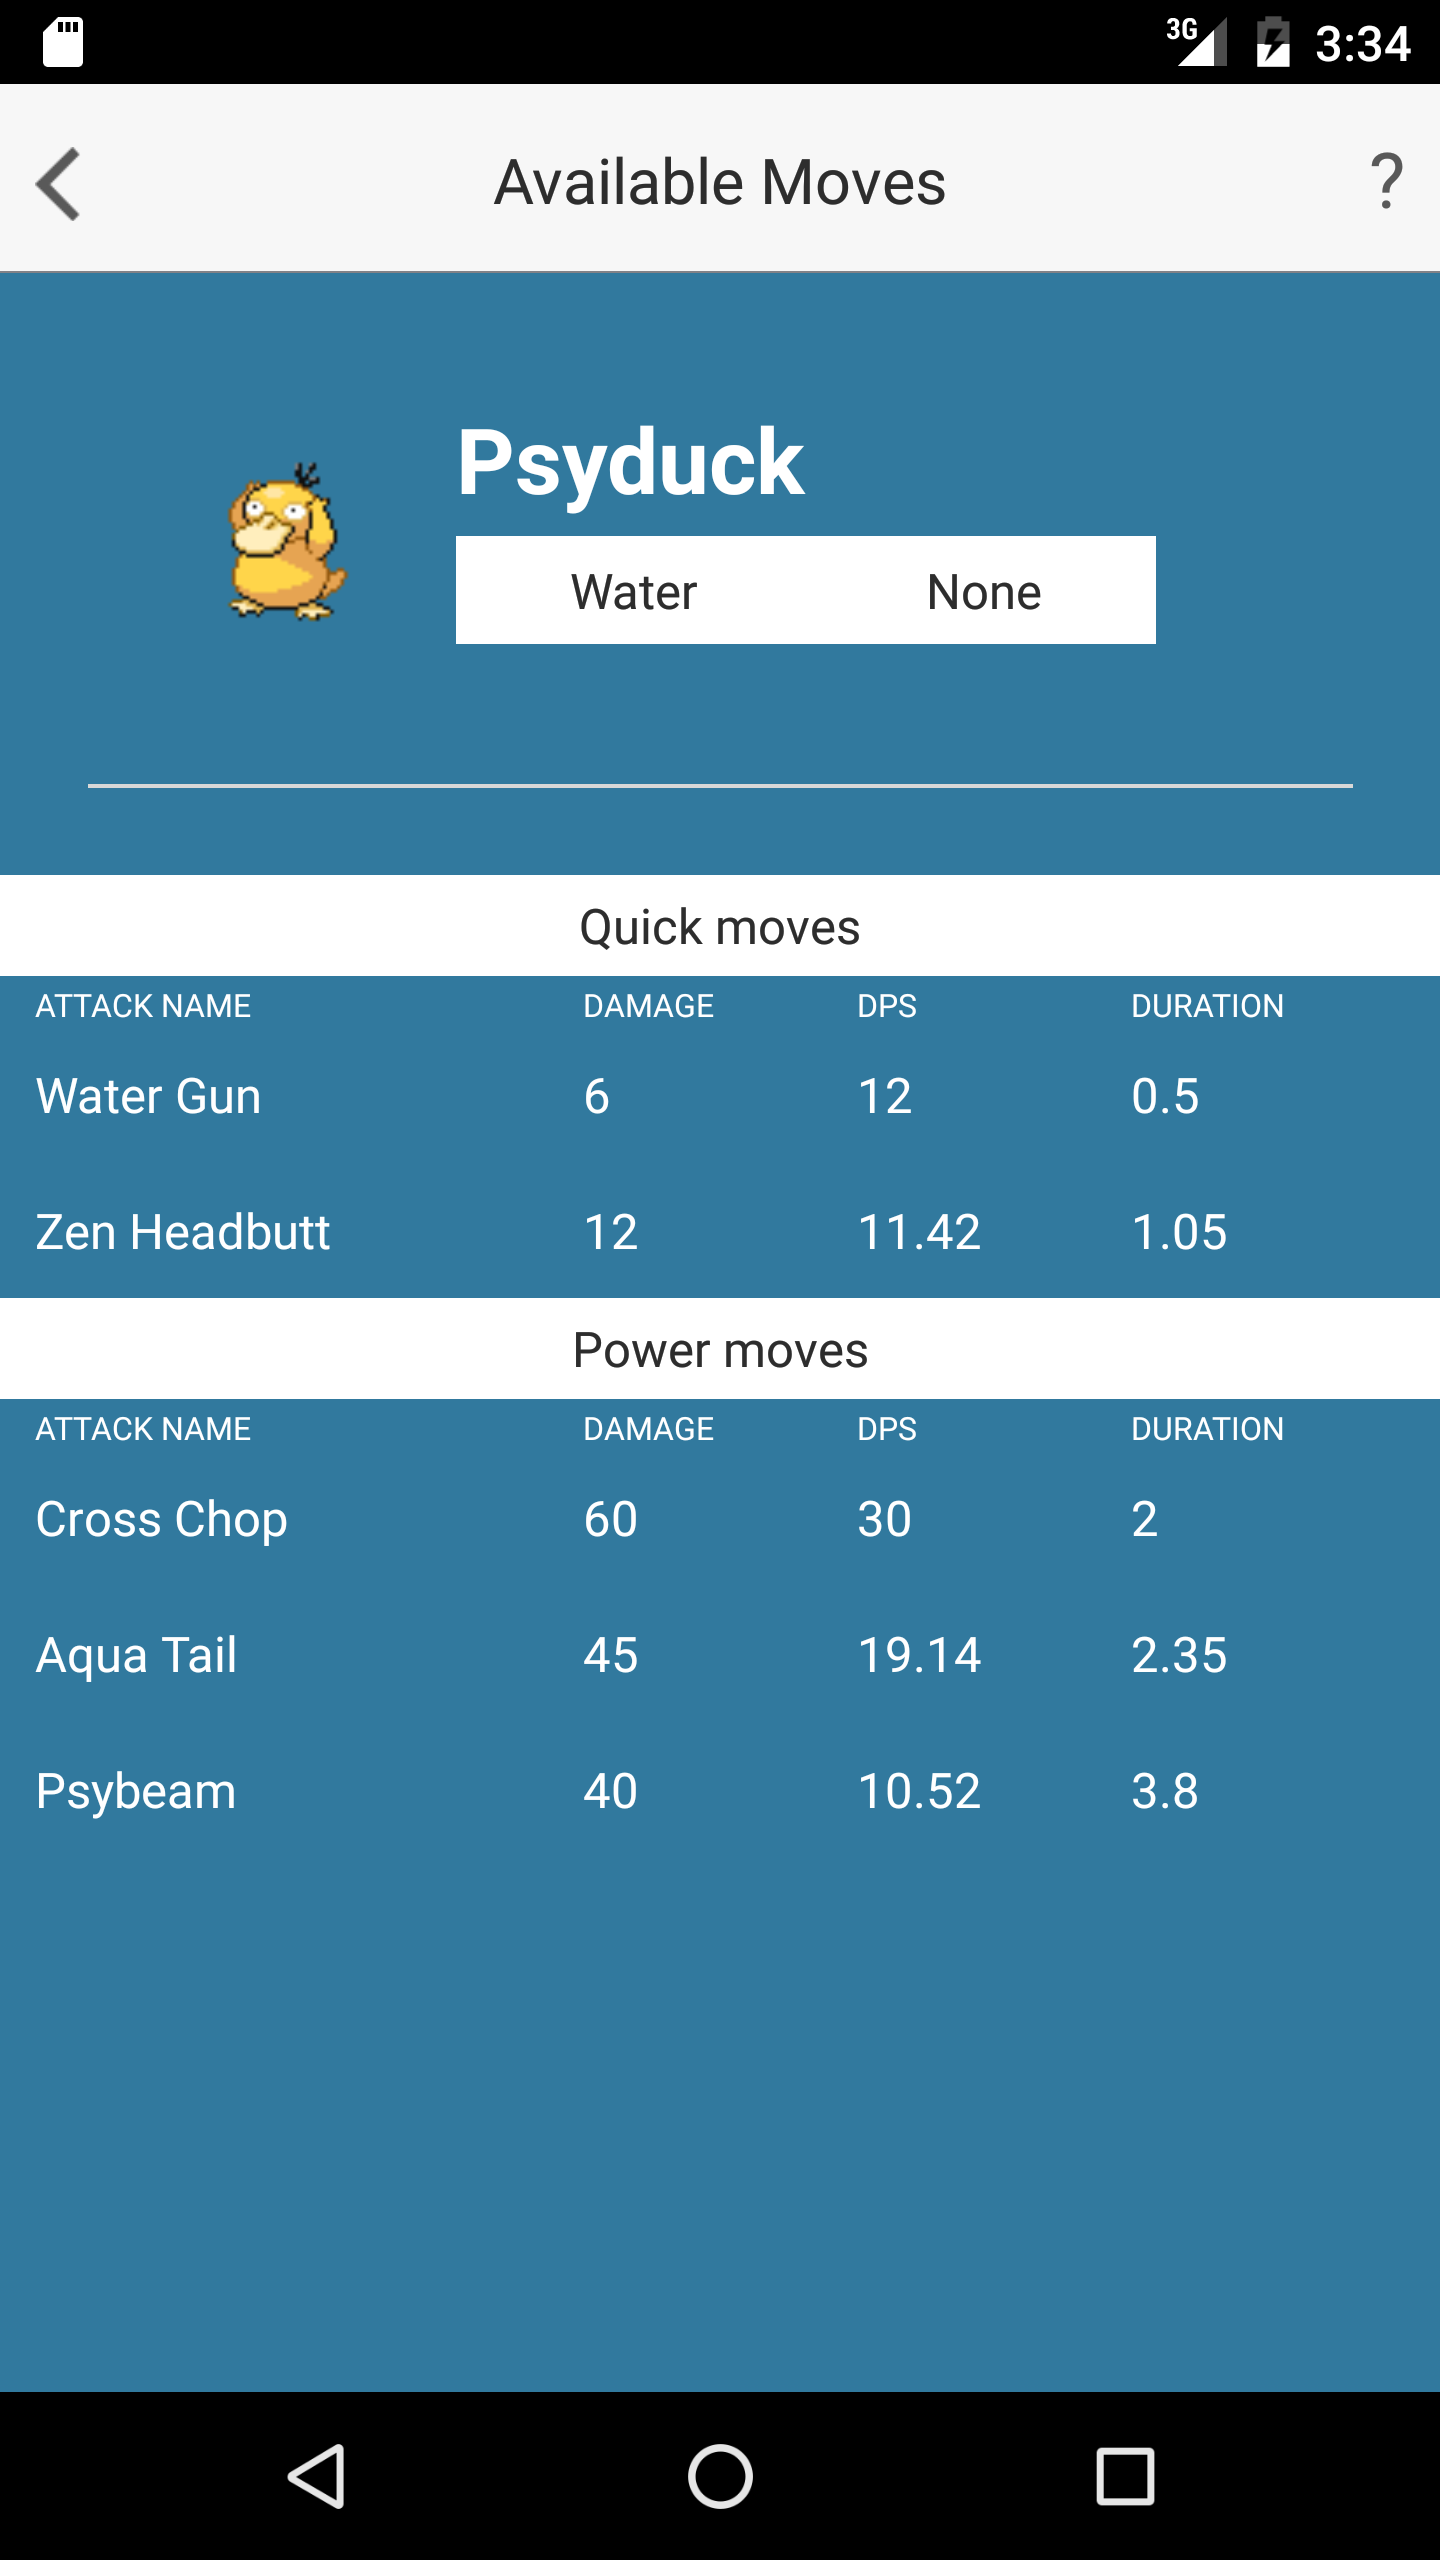 3G 3:34
Available Moves ?
Psyduck
Water None
Quick moves
ATTACK NAME DAMAGE DPS DURATION
Water Gun 6 12 0.5
Zen Headbutt 12 11.42 1.05
Power moves
ATTACK NAME DAMAGE DPS DURATION
Cross Chop 60 30 2
Aqua Tail 45 19.14 2.35
Psybeam 40 10.52 3.8